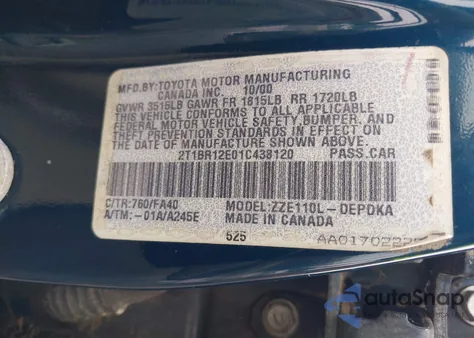 MFD.BY:TOYOTA MOTOR MANUFACTURING
CANADA INC. 10/00
GVWR 3515LB GAWR FR 1815LB RR 1720LB
THIS VEHICLE CONFORMS TO ALL APPLICABLE
FEDERAL MOTOR VEHICLE SAFETY,BUMPER, AND
THEFT PREVENTION STANDARDS IN EFFECT ON
THE DATE OF MANUFACTURE SHOWN ABOVE.
2T1BR12E01C438120 PASS.CAR
C/TR:760/FA40 MODEL:ZZE110L-DEPDKA
A/TM:-01A/A245E MADE IN CANADA
525
autoSnap